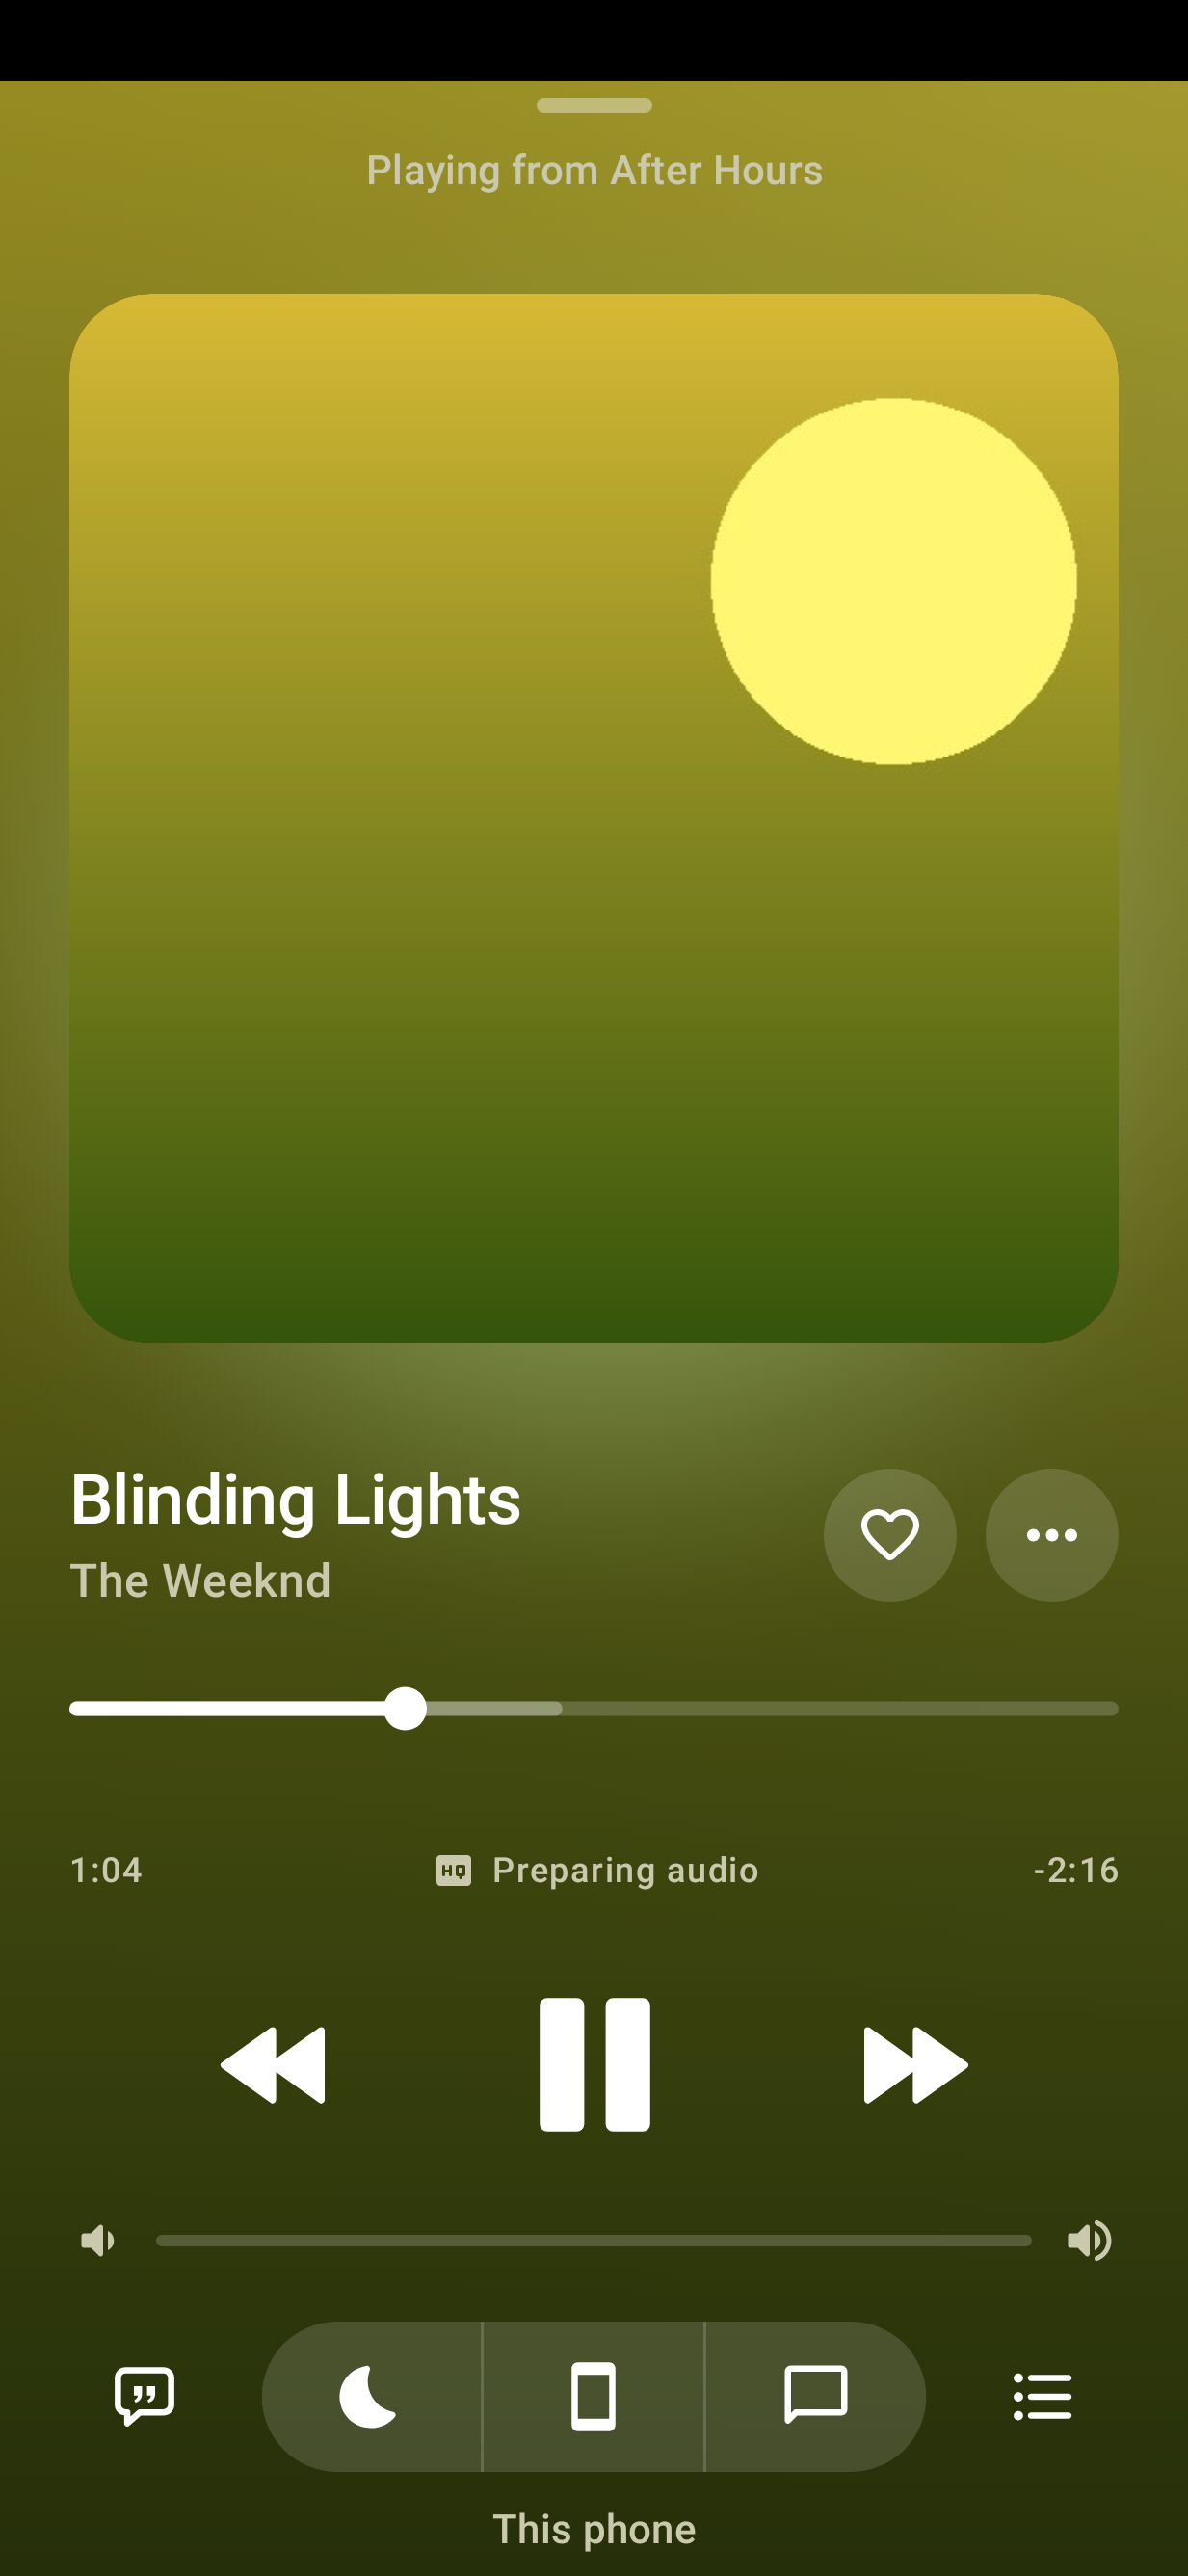 Playing from After Hours
Blinding Lights
The Weeknd
1:04
HQ Preparing audio
-2:16
This phone